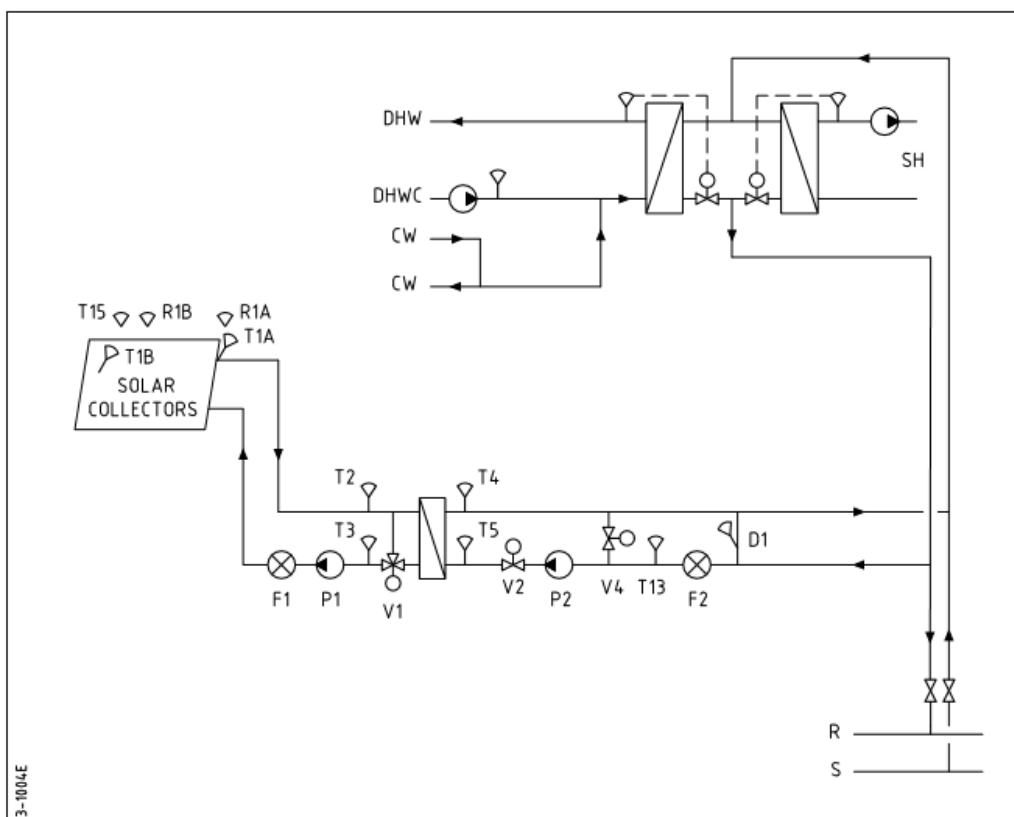 DHW
SH
DHWC
CW
CW
T15
R1B
R1A
T1A
T1B
SOLAR
COLLECTORS
T2
T4
T3
T5
D1
F1
P1
V1
V2
P2
V4
T13
F2
R
S
3-1004E